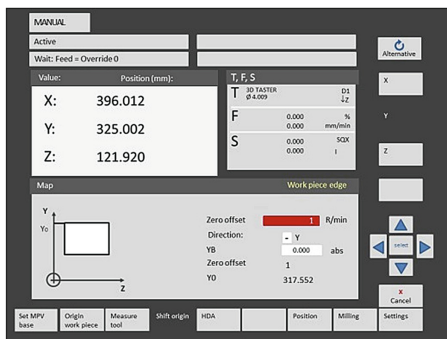 MANUAL
Active
Wait: Feed = Override 0
Alternative
Value: Position (mm):
X: 396.012
Y: 325.002
Z: 121.920
T, F, S
T 3D TASTER D1
Ø 4.009 ↓Z
F 0.000 %
0.000 mm/min
S 0.000 SQX
0.000 I
X
Y
Z
Map Work piece edge
Y
Y0
Z
Zero offset 1 R/min
Direction: - Y
YB 0.000 abs
Zero offset 1
Y0 317.552
select
x
Cancel
Set MPV base
Origin work piece
Measure tool
Shift origin
HDA
Position
Milling
Settings